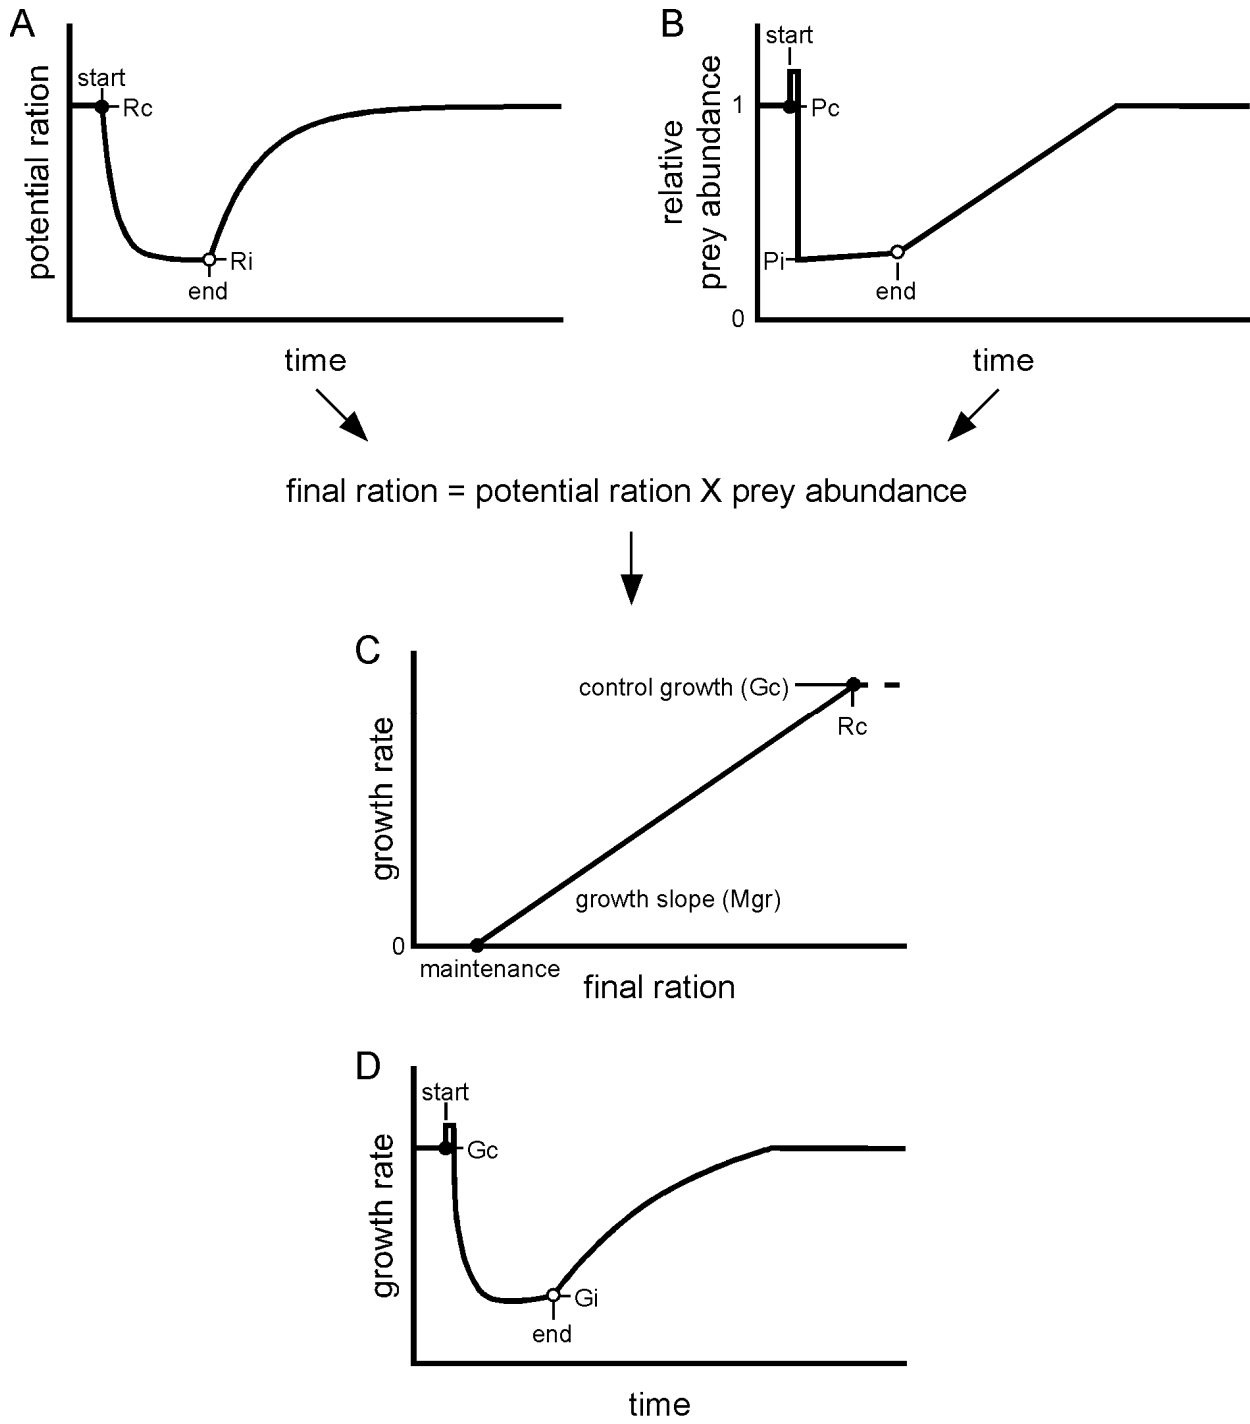 A
potential ration
start
Rc
Ri
end
time
B
relative
prey abundance
start
1
Pc
Pi
end
0
time
final ration = potential ration X prey abundance
C
growth rate
control growth (Gc)
Rc
growth slope (Mgr)
0
maintenance
final ration
D
growth rate
start
Gc
Gi
end
time